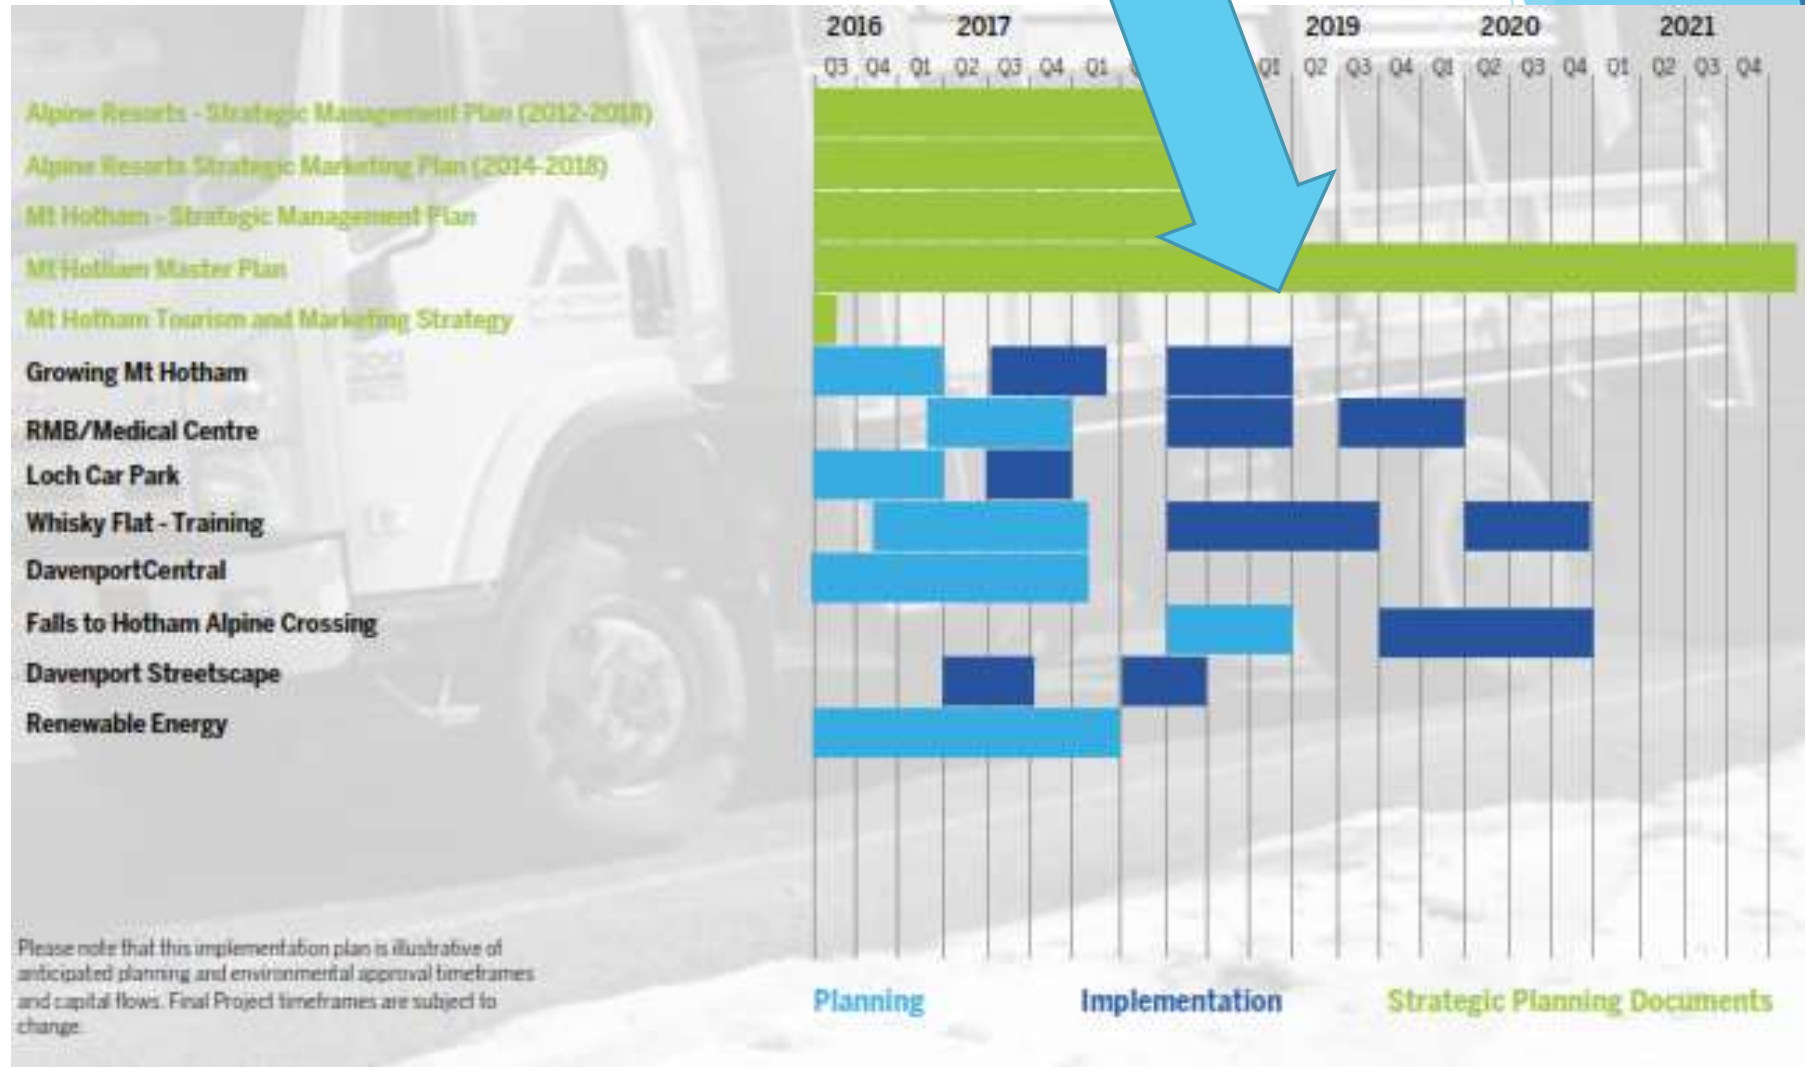 2016 2017 2019 2020 2021
Q3 Q4 Q1 Q2 Q3 Q4 Q1 Q1 Q2 Q3 Q4 Q1 Q2 Q3 Q4 Q1 Q2 Q3 Q4
Alpine Resorts - Strategic Management Plan (2012-2018)
Alpine Resorts Strategic Marketing Plan (2014-2018)
Mt Hotham - Strategic Management Plan
Mt Hotham Master Plan
Mt Hotham Tourism and Marketing Strategy
Growing Mt Hotham
RMB/Medical Centre
Loch Car Park
Whisky Flat - Training
DavenportCentral
Falls to Hotham Alpine Crossing
Davenport Streetscape
Renewable Energy
Please note that this implementation plan is illustrative of
anticipated planning and environmental approval timeframes
and capital flows. Final Project timeframes are subject to
change.
Planning Implementation Strategic Planning Documents